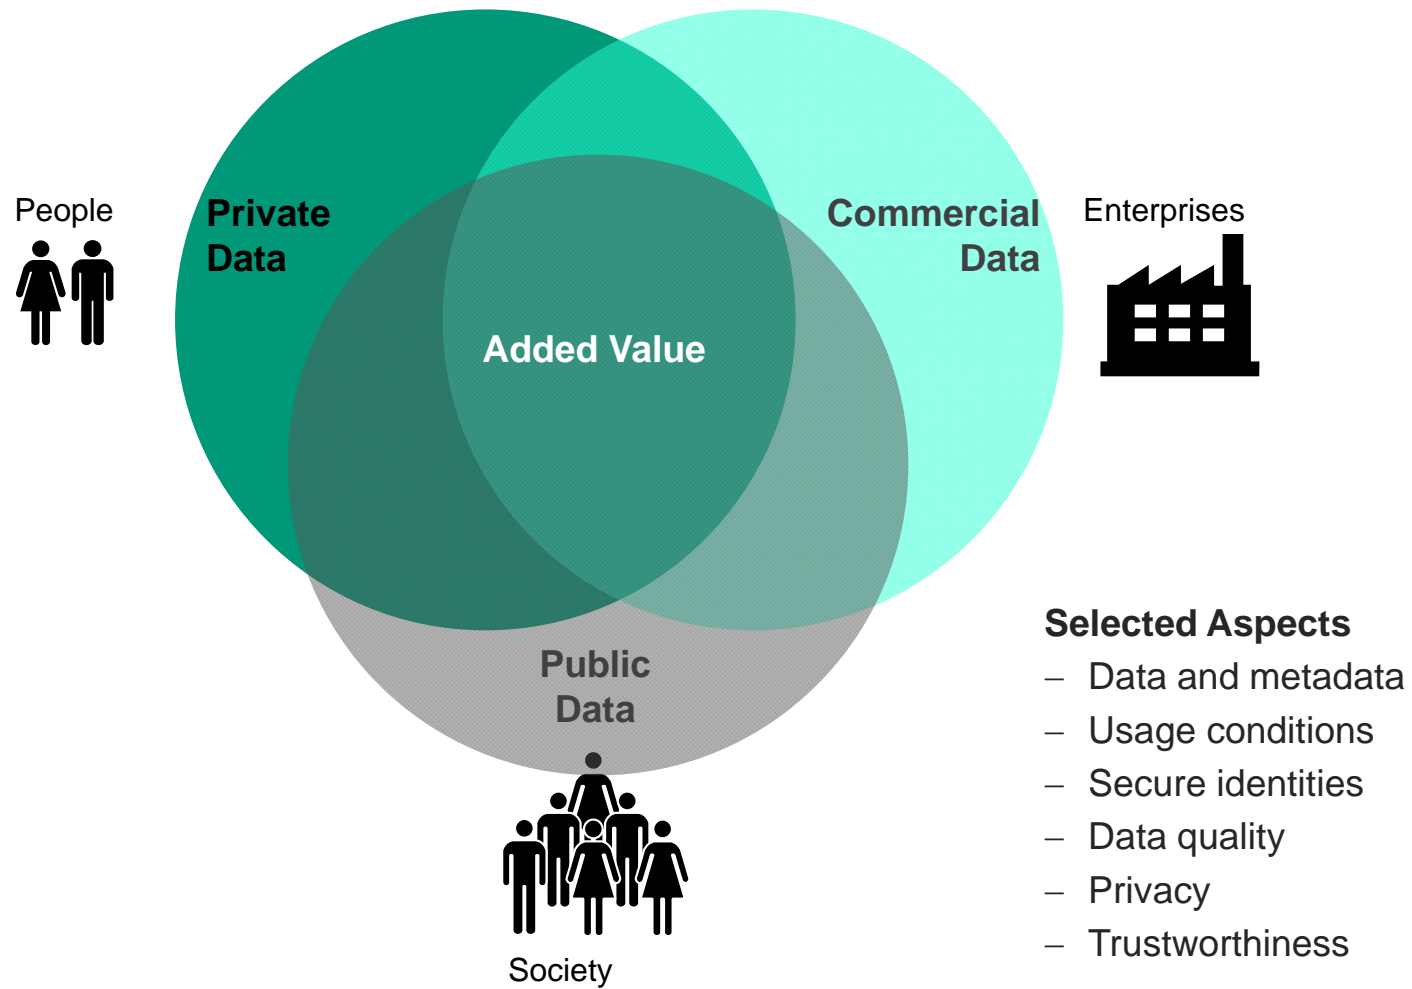 People
Private
Data
Commercial
Data
Enterprises
Added Value
Public
Data
Society
Selected Aspects
– Data and metadata
– Usage conditions
– Secure identities
– Data quality
– Privacy
– Trustworthiness